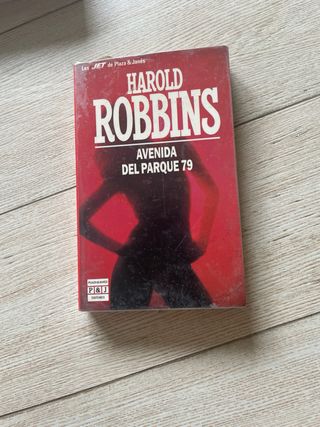 Los JET de Plaza & Janés
HAROLD
ROBBINS
AVENIDA
DEL PARQUE 79
P&J